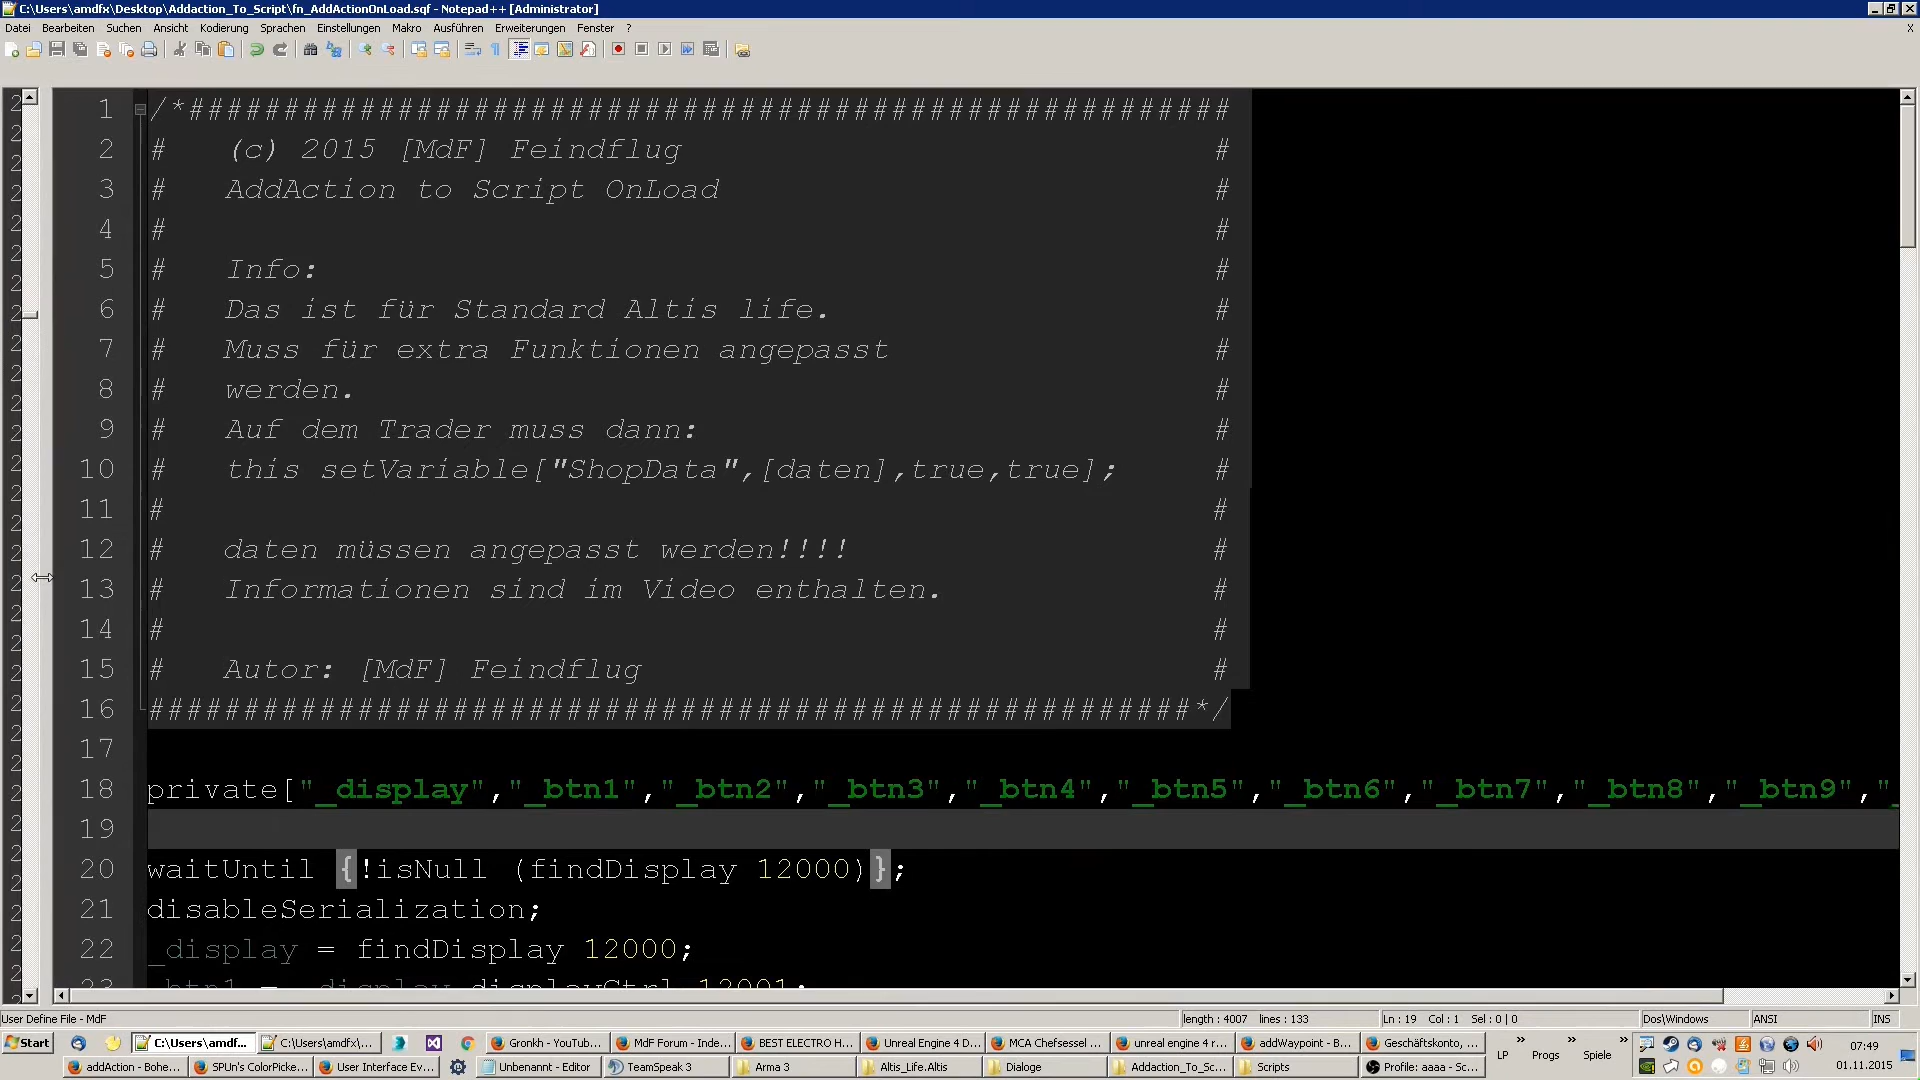 C:\Users\amdfx\Desktop\Addaction_To_Script\fn_AddActionOnLoad.sqf - Notepad++ [Administrator]
Datei Bearbeiten Suchen Ansicht Kodierung Sprachen Einstellungen Makro Ausführen Erweiterungen Fenster ? X
1 /*#######################################################
2 # (c) 2015 [MdF] Feindflug #
3 # AddAction to Script OnLoad #
4 # #
5 # Info: #
6 # Das ist für Standard Altis life. #
7 # Muss für extra Funktionen angepasst #
8 # werden. #
9 # Auf dem Trader muss dann: #
10 # this setVariable["ShopData",[daten],true,true]; #
11 # #
12 # daten müssen angepasst werden!!!! #
13 # Informationen sind im Video enthalten. #
14 # #
15 # Autor: [MdF] Feindflug #
16 #######################################################*/
17
18 private["_display","_btn1","_btn2","_btn3","_btn4","_btn5","_btn6","_btn7","_btn8","_btn9","_
19
20 waitUntil {!isNull (findDisplay 12000)};
21 disableSerialization;
22 _display = findDisplay 12000;
23 _btn1 = _display displayCtrl 12001;
User Define File - MdF length : 4007 lines : 133 Ln : 19 Col : 1 Sel : 0 | 0 Dos\Windows ANSI INS
Start C:\Users\amdf... C:\Users\amdfx\... Gronkh - YouTub... MdF Forum - Inde... BEST ELECTRO H... Unreal Engine 4 D... MCA Chefsessel ... unreal engine 4 r... addWaypoint - B... Geschäftskonto, ... LP » Progs » Spiele » 07:49
addAction - Bohe... SPUn's ColorPicke... User Interface Ev... Unbenannt - Editor TeamSpeak 3 Arma 3 Altis_Life.Altis Dialoge Addaction_To_Sc... Scripts Profile: aaaa - Sc... 01.11.2015